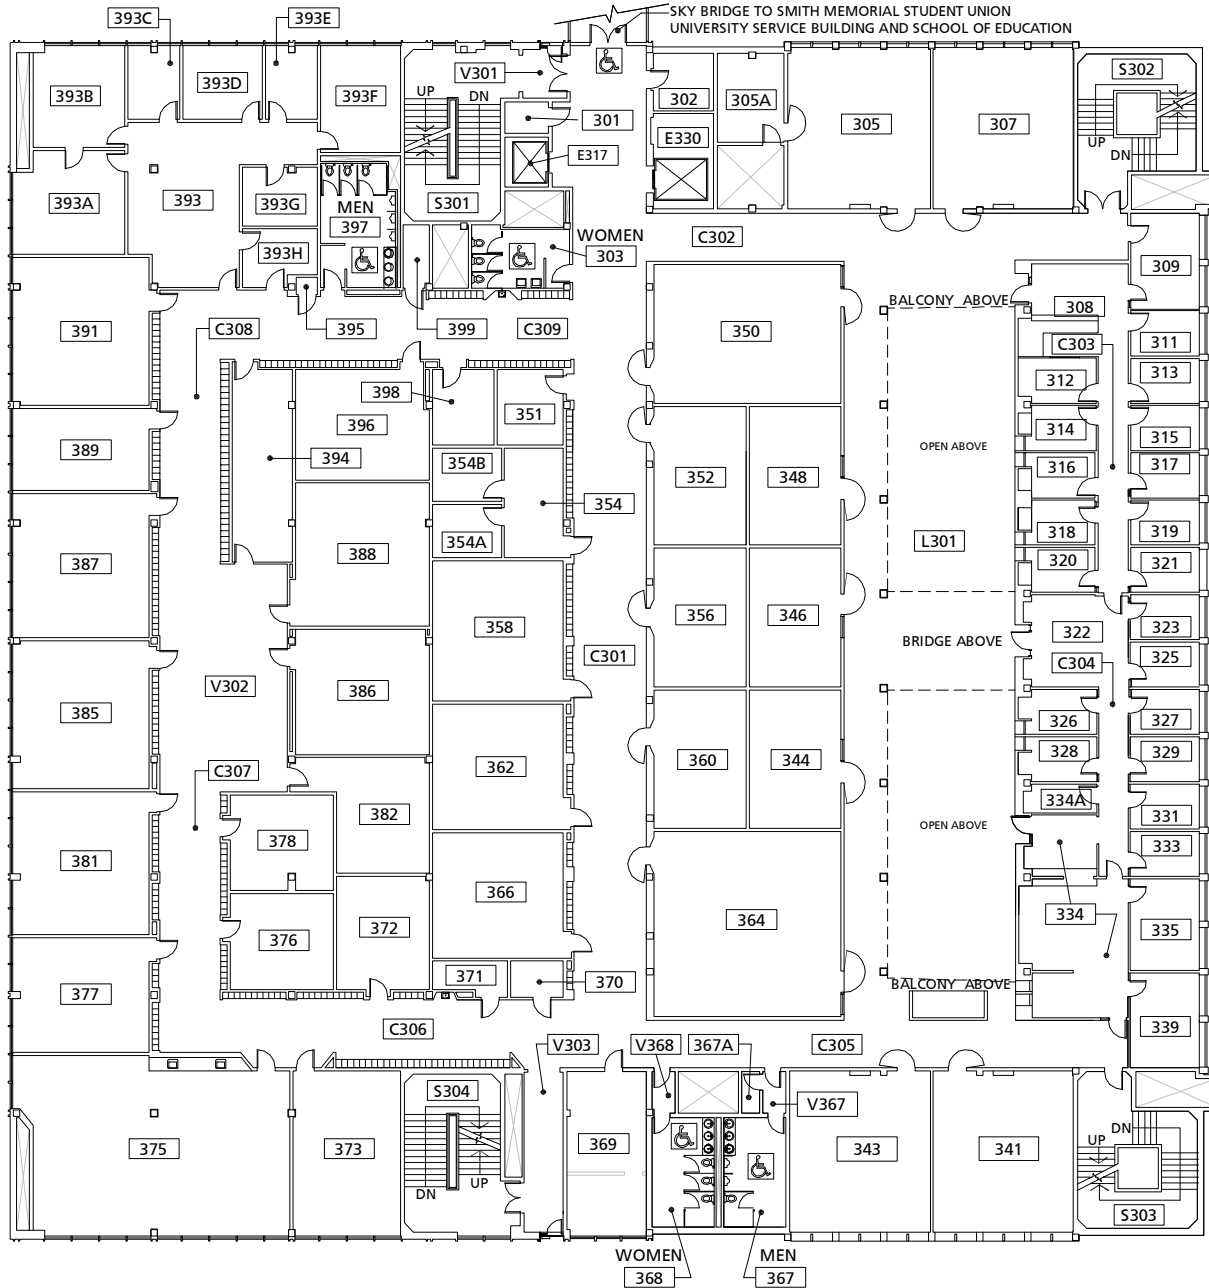 393C
393E
SKY BRIDGE TO SMITH MEMORIAL STUDENT UNION
UNIVERSITY SERVICE BUILDING AND SCHOOL OF EDUCATION
V301
S302
393B
393D
393F
UP
DN
302
305A
301
305
307
E330
E317
UP
DN
393
393A
393G
MEN
397
S301
WOMEN
303
C302
393H
309
391
C308
395
399
C309
350
BALCONY ABOVE
308
C303
311
312
313
398
351
396
389
394
354B
352
348
OPEN ABOVE
314
315
316
317
354
387
388
354A
L301
318
319
320
321
358
356
346
322
323
C301
BRIDGE ABOVE
C304
325
V302
386
385
326
327
362
360
344
328
329
C307
334A
331
382
378
OPEN ABOVE
333
381
366
364
334
335
376
372
377
371
370
BALCONY ABOVE
C306
339
V303
V368
367A
C305
S304
V367
375
373
369
343
341
DN
UP
DN
UP
S303
WOMEN
368
MEN
367